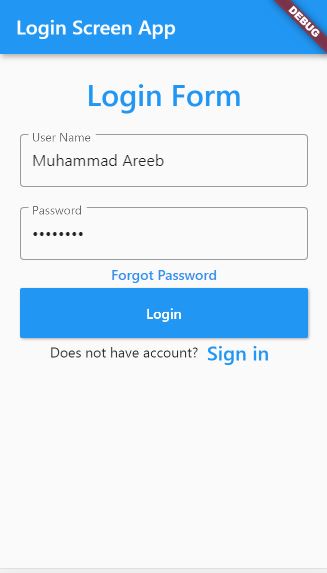 Login Screen App
DEBUG
Login Form
User Name
Muhammad Areeb
Password
••••••••
Forgot Password
Login
Does not have account? Sign in